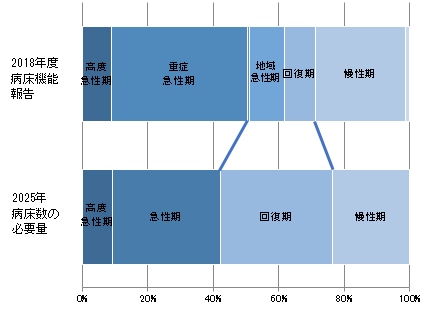 2018年度
病床機能
報告
高度
急性期
重症
急性期
地域
急性期
回復期
慢性期
2025年
病床数の
必要量
高度
急性期
急性期
回復期
慢性期
0%
20%
40%
60%
80%
100%